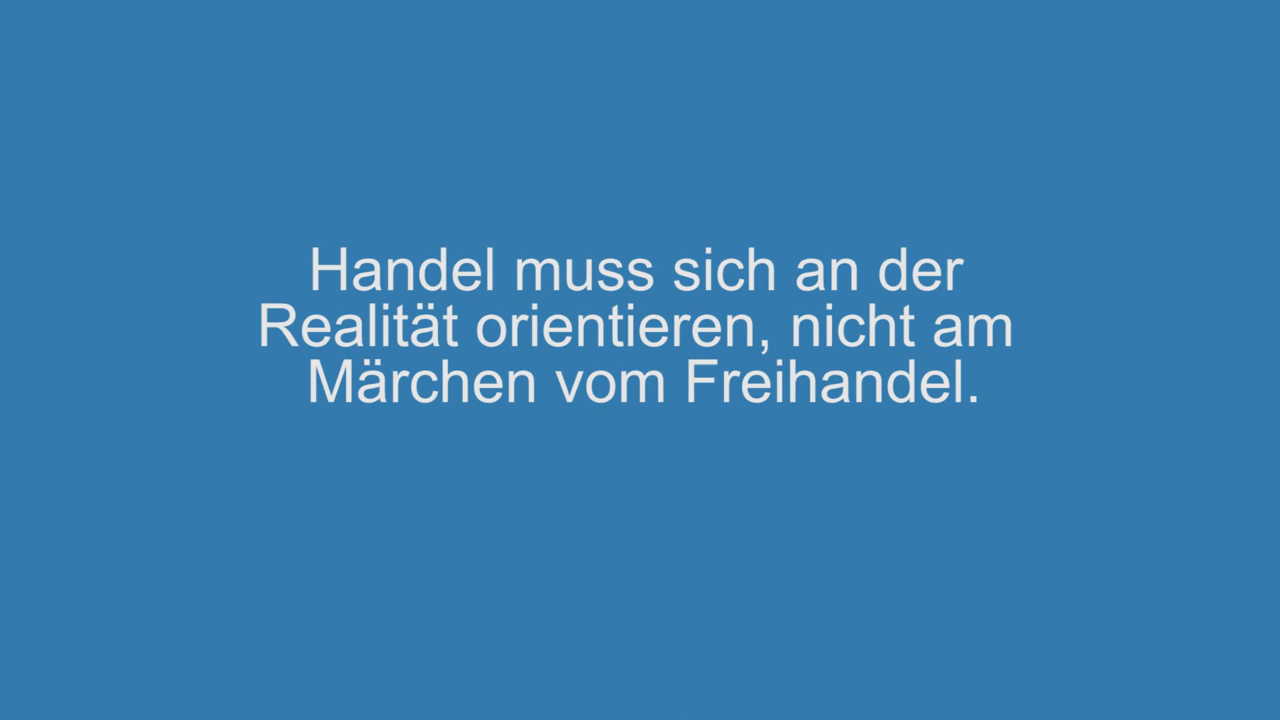 Handel muss sich an der
Realität orientieren, nicht am
Märchen vom Freihandel.